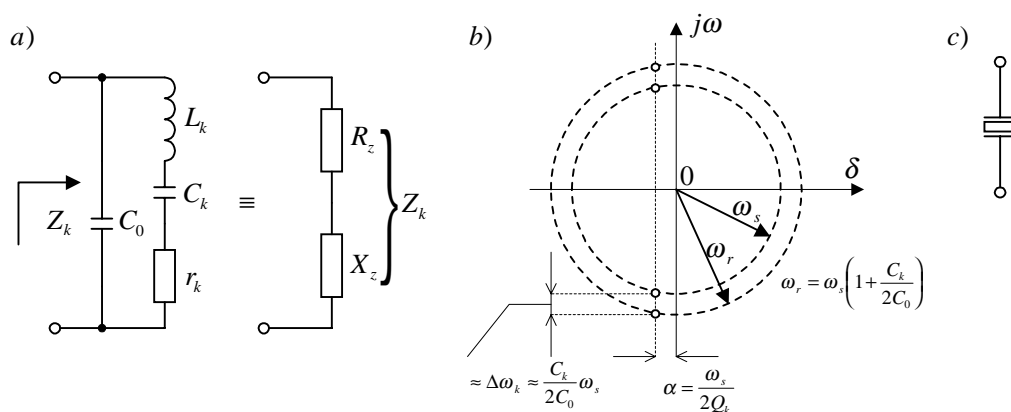 a)
L_k
C_k
Z_k
C_0
r_k
≡
R_z
X_z
}Z_k
b)
jω
0
δ
ω_s
ω_r
ω_r = ω_s(1 + C_k/2C_0)
≈ Δω_k ≈ C_k/2C_0 ω_s
α = ω_s/2Q_k
c)